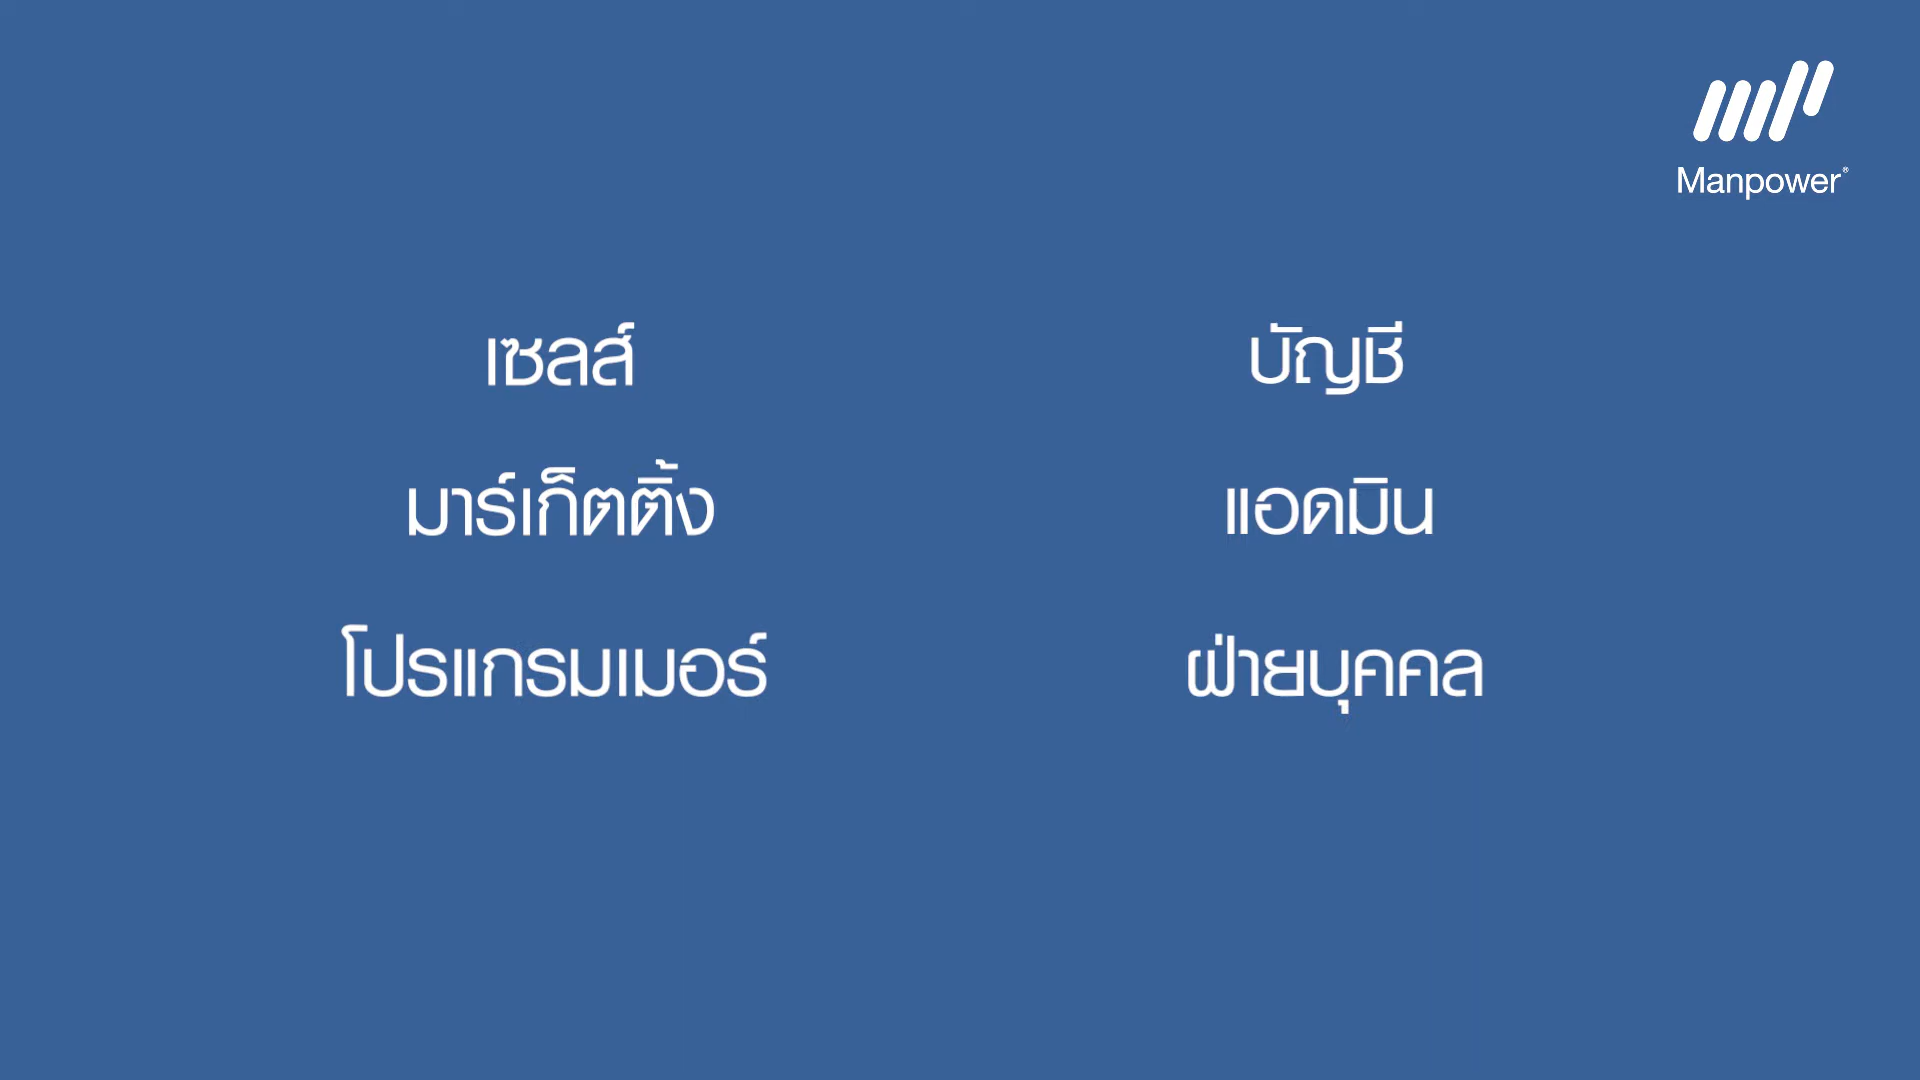 Manpower®
เซลส์
บัญชี
มาร์เก็ตติ้ง
แอดมิน
โปรแกรมเมอร์
ฝ่ายบุคคล